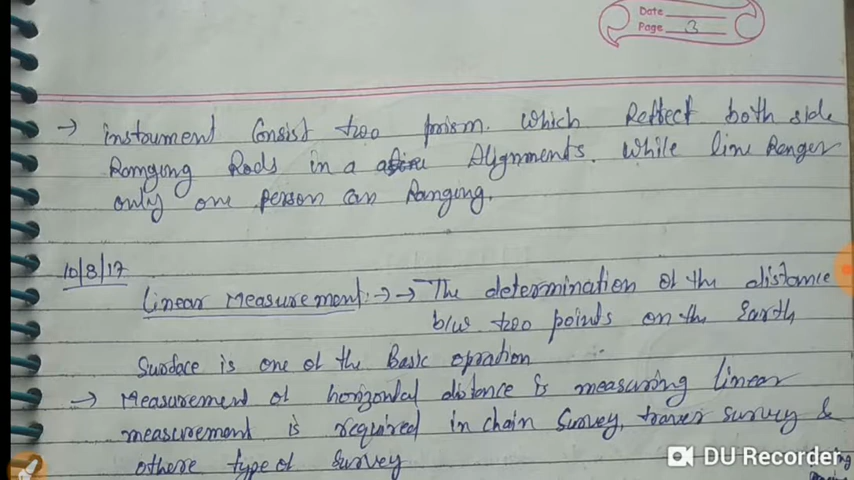 Date
Page 3
→ instoument Consist two prism. which Reflect both side
Ranging Rods in a Alignments. While line Ranger
only one person can Ranging.
10/8/17
Linear Measurement :→ → The determination of the distance
b/w two points on the Earth
Surface is one of the Basic opration
→ Measurement of horizontal distance & measuring linear
measurement is required in chain Survey, traver survey &
othere type of Survey
DU Recorder